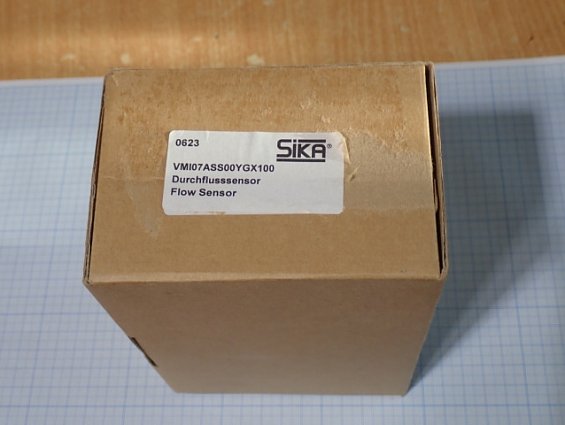 0623
SiKA®
VMI07ASS00YGX100
Durchflusssensor
Flow Sensor